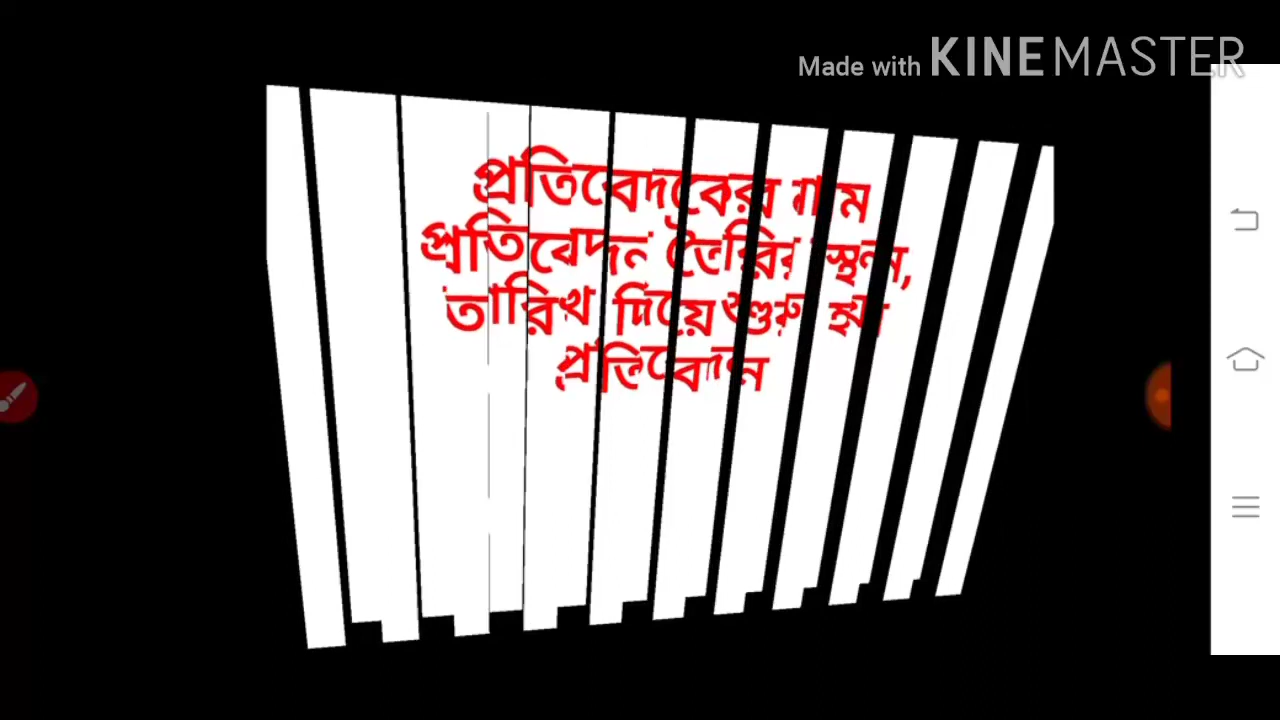 Made with KINEMASTER
প্রতিবেদকের নাম
প্রতিবেদন তৈরির স্থান,
তারিখ দিয়ে শুরু হয়
প্রতিবেদন